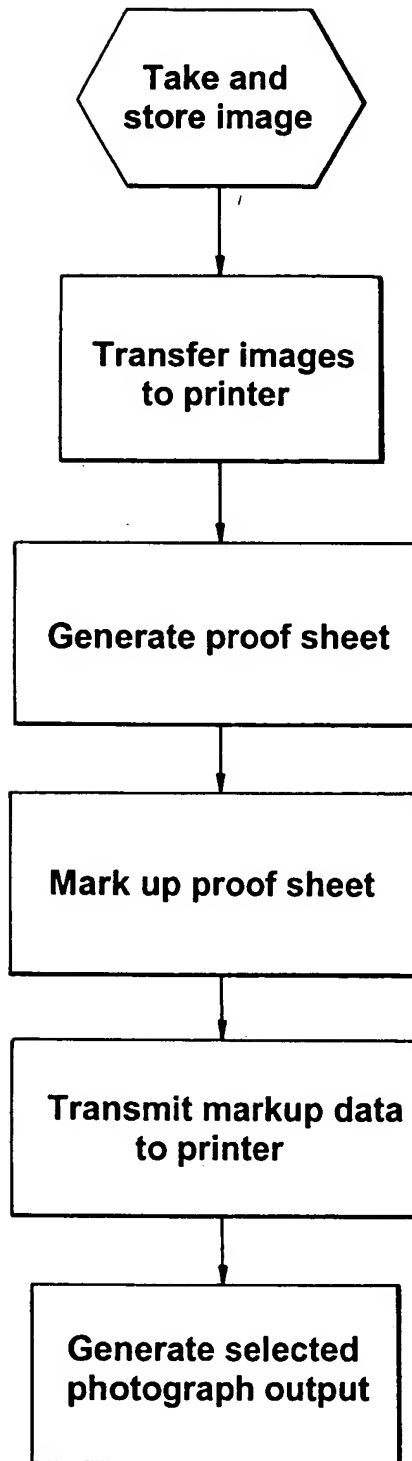 Take and
store image
Transfer images
to printer
Generate proof sheet
Mark up proof sheet
Transmit markup data
to printer
Generate selected
photograph output